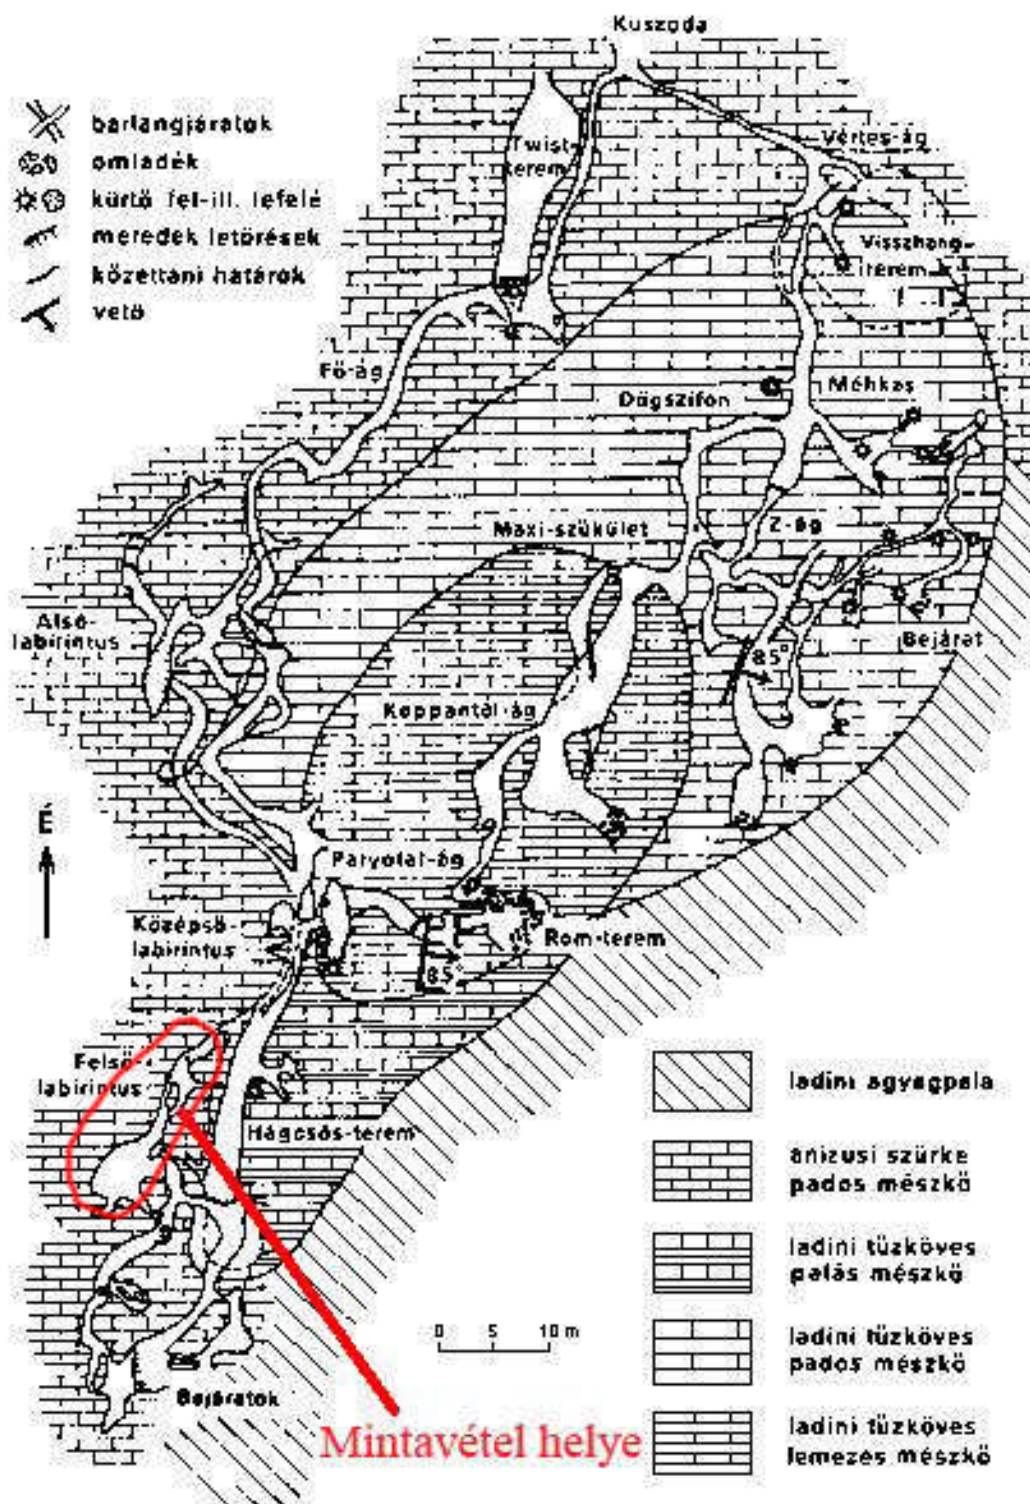 Kuszoda
barlangjáratok
omladék
kürtő fel-ill. lefelé
meredek letörések
kőzettani határok
vető
Twist-
terem
Vértes-ág
Visszhang-
terem
Fő-ág
Dögszifon
Méhkas
Maxi-szűkület
Z-ág
Alsó-
labirintus
Bejárat
85°
Koppantál-ág
É
Patyolat-ág
Középső-
labirintus
Rom-terem
85°
Felső-
labirintus
Hágcsós-terem
ladini agyagpala
anizusi szürke
pados mészkő
ladini tűzköves
palás mészkő
0 5 10 m
ladini tűzköves
pados mészkő
Bejáratok
Mintavétel helye
ladini tűzköves
lemezes mészkő